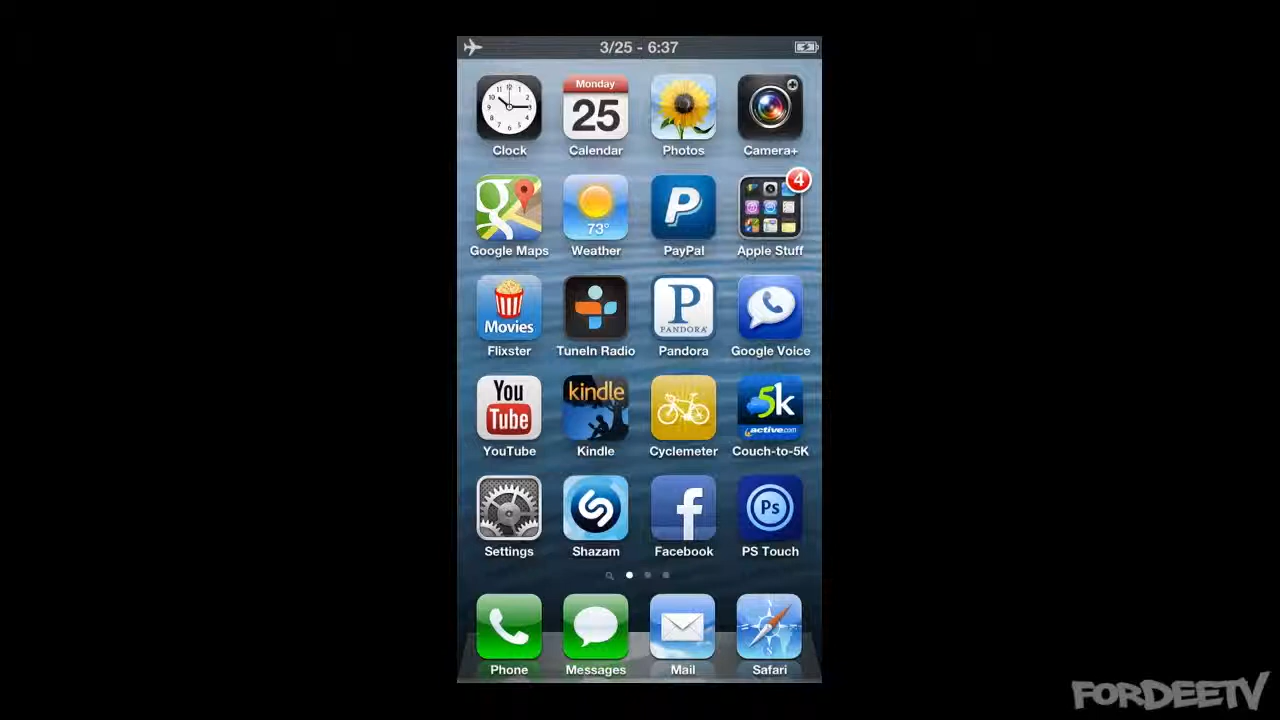 3/25 - 6:37
Monday
25
Clock Calendar Photos Camera+
4
73°
Google Maps Weather PayPal Apple Stuff
Movies
PANDORA
Flixster TuneIn Radio Pandora Google Voice
You
Tube
kindle
5k
active.com
YouTube Kindle Cyclemeter Couch-to-5K
Ps
Settings Shazam Facebook PS Touch
Phone Messages Mail Safari
FORDEETV